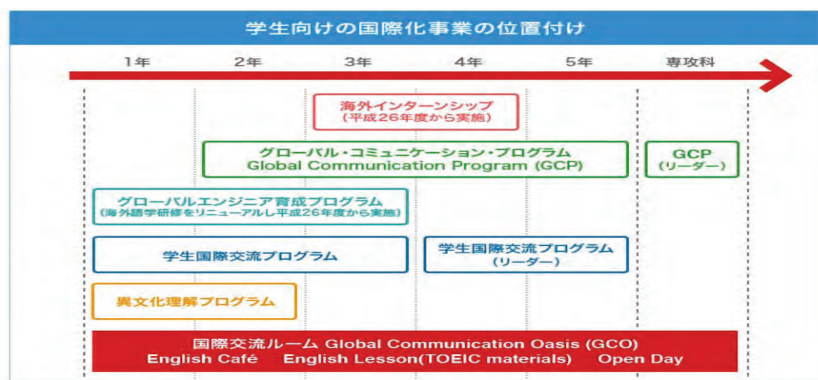 学生向けの国際化事業の位置付け
1年 2年 3年 4年 5年 専攻科
海外インターンシップ
(平成26年度から実施)
グローバル・コミュニケーション・プログラム
Global Communication Program (GCP)
GCP
(リーダー)
グローバルエンジニア育成プログラム
(海外語学研修をリニューアルし平成26年度から実施)
学生国際交流プログラム
学生国際交流プログラム
(リーダー)
異文化理解プログラム
国際交流ルーム Global Communication Oasis (GCO)
English Café English Lesson(TOEIC materials) Open Day